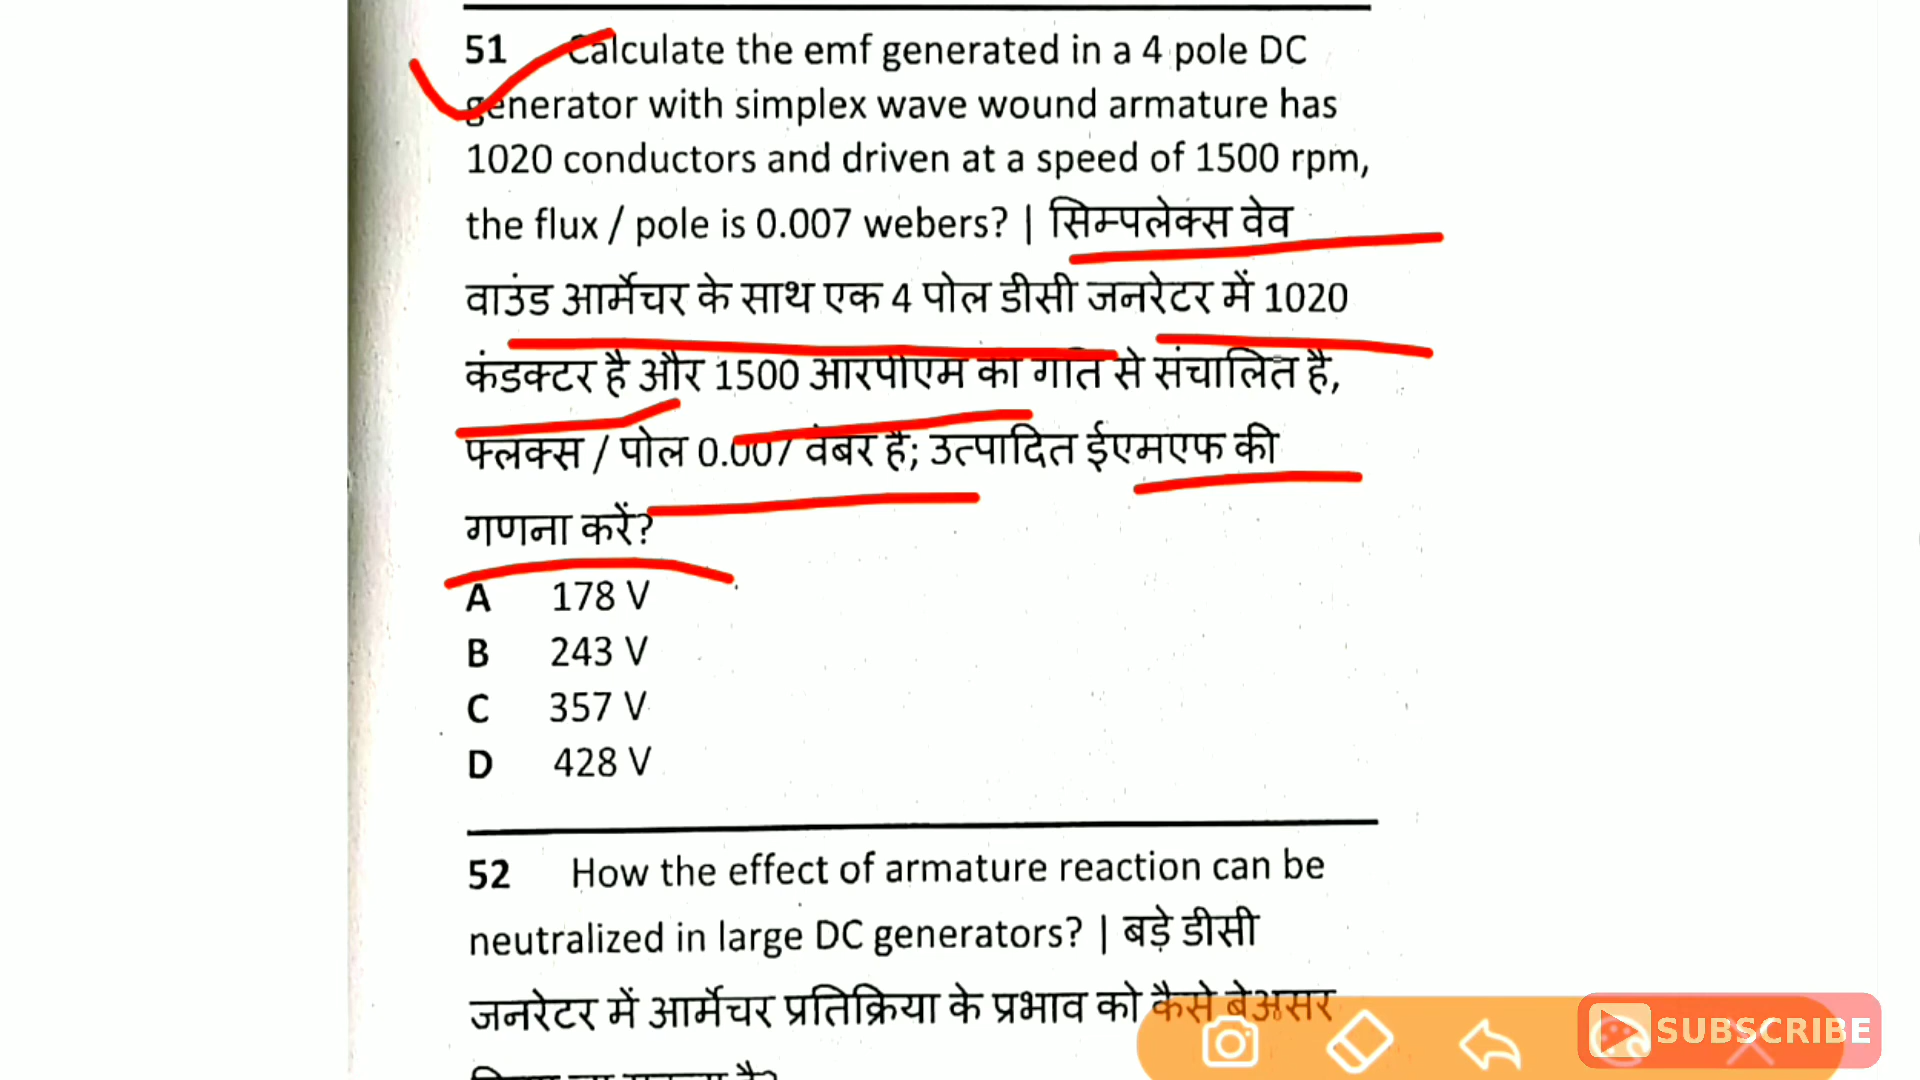 51 Calculate the emf generated in a 4 pole DC
generator with simplex wave wound armature has
1020 conductors and driven at a speed of 1500 rpm,
the flux / pole is 0.007 webers? | सिम्पलेक्स वेव
वाउंड आर्मेचर के साथ एक 4 पोल डीसी जनरेटर में 1020
कंडक्टर है और 1500 आरपीएम की गति से संचालित है,
फ्लक्स / पोल 0.007 वेबर है; उत्पादित ईएमएफ की
गणना करें?
A 178 V
B 243 V
C 357 V
D 428 V
52 How the effect of armature reaction can be
neutralized in large DC generators? | बड़े डीसी
जनरेटर में आर्मेचर प्रतिक्रिया के प्रभाव को कैसे बेअसर
SUBSCRIBE